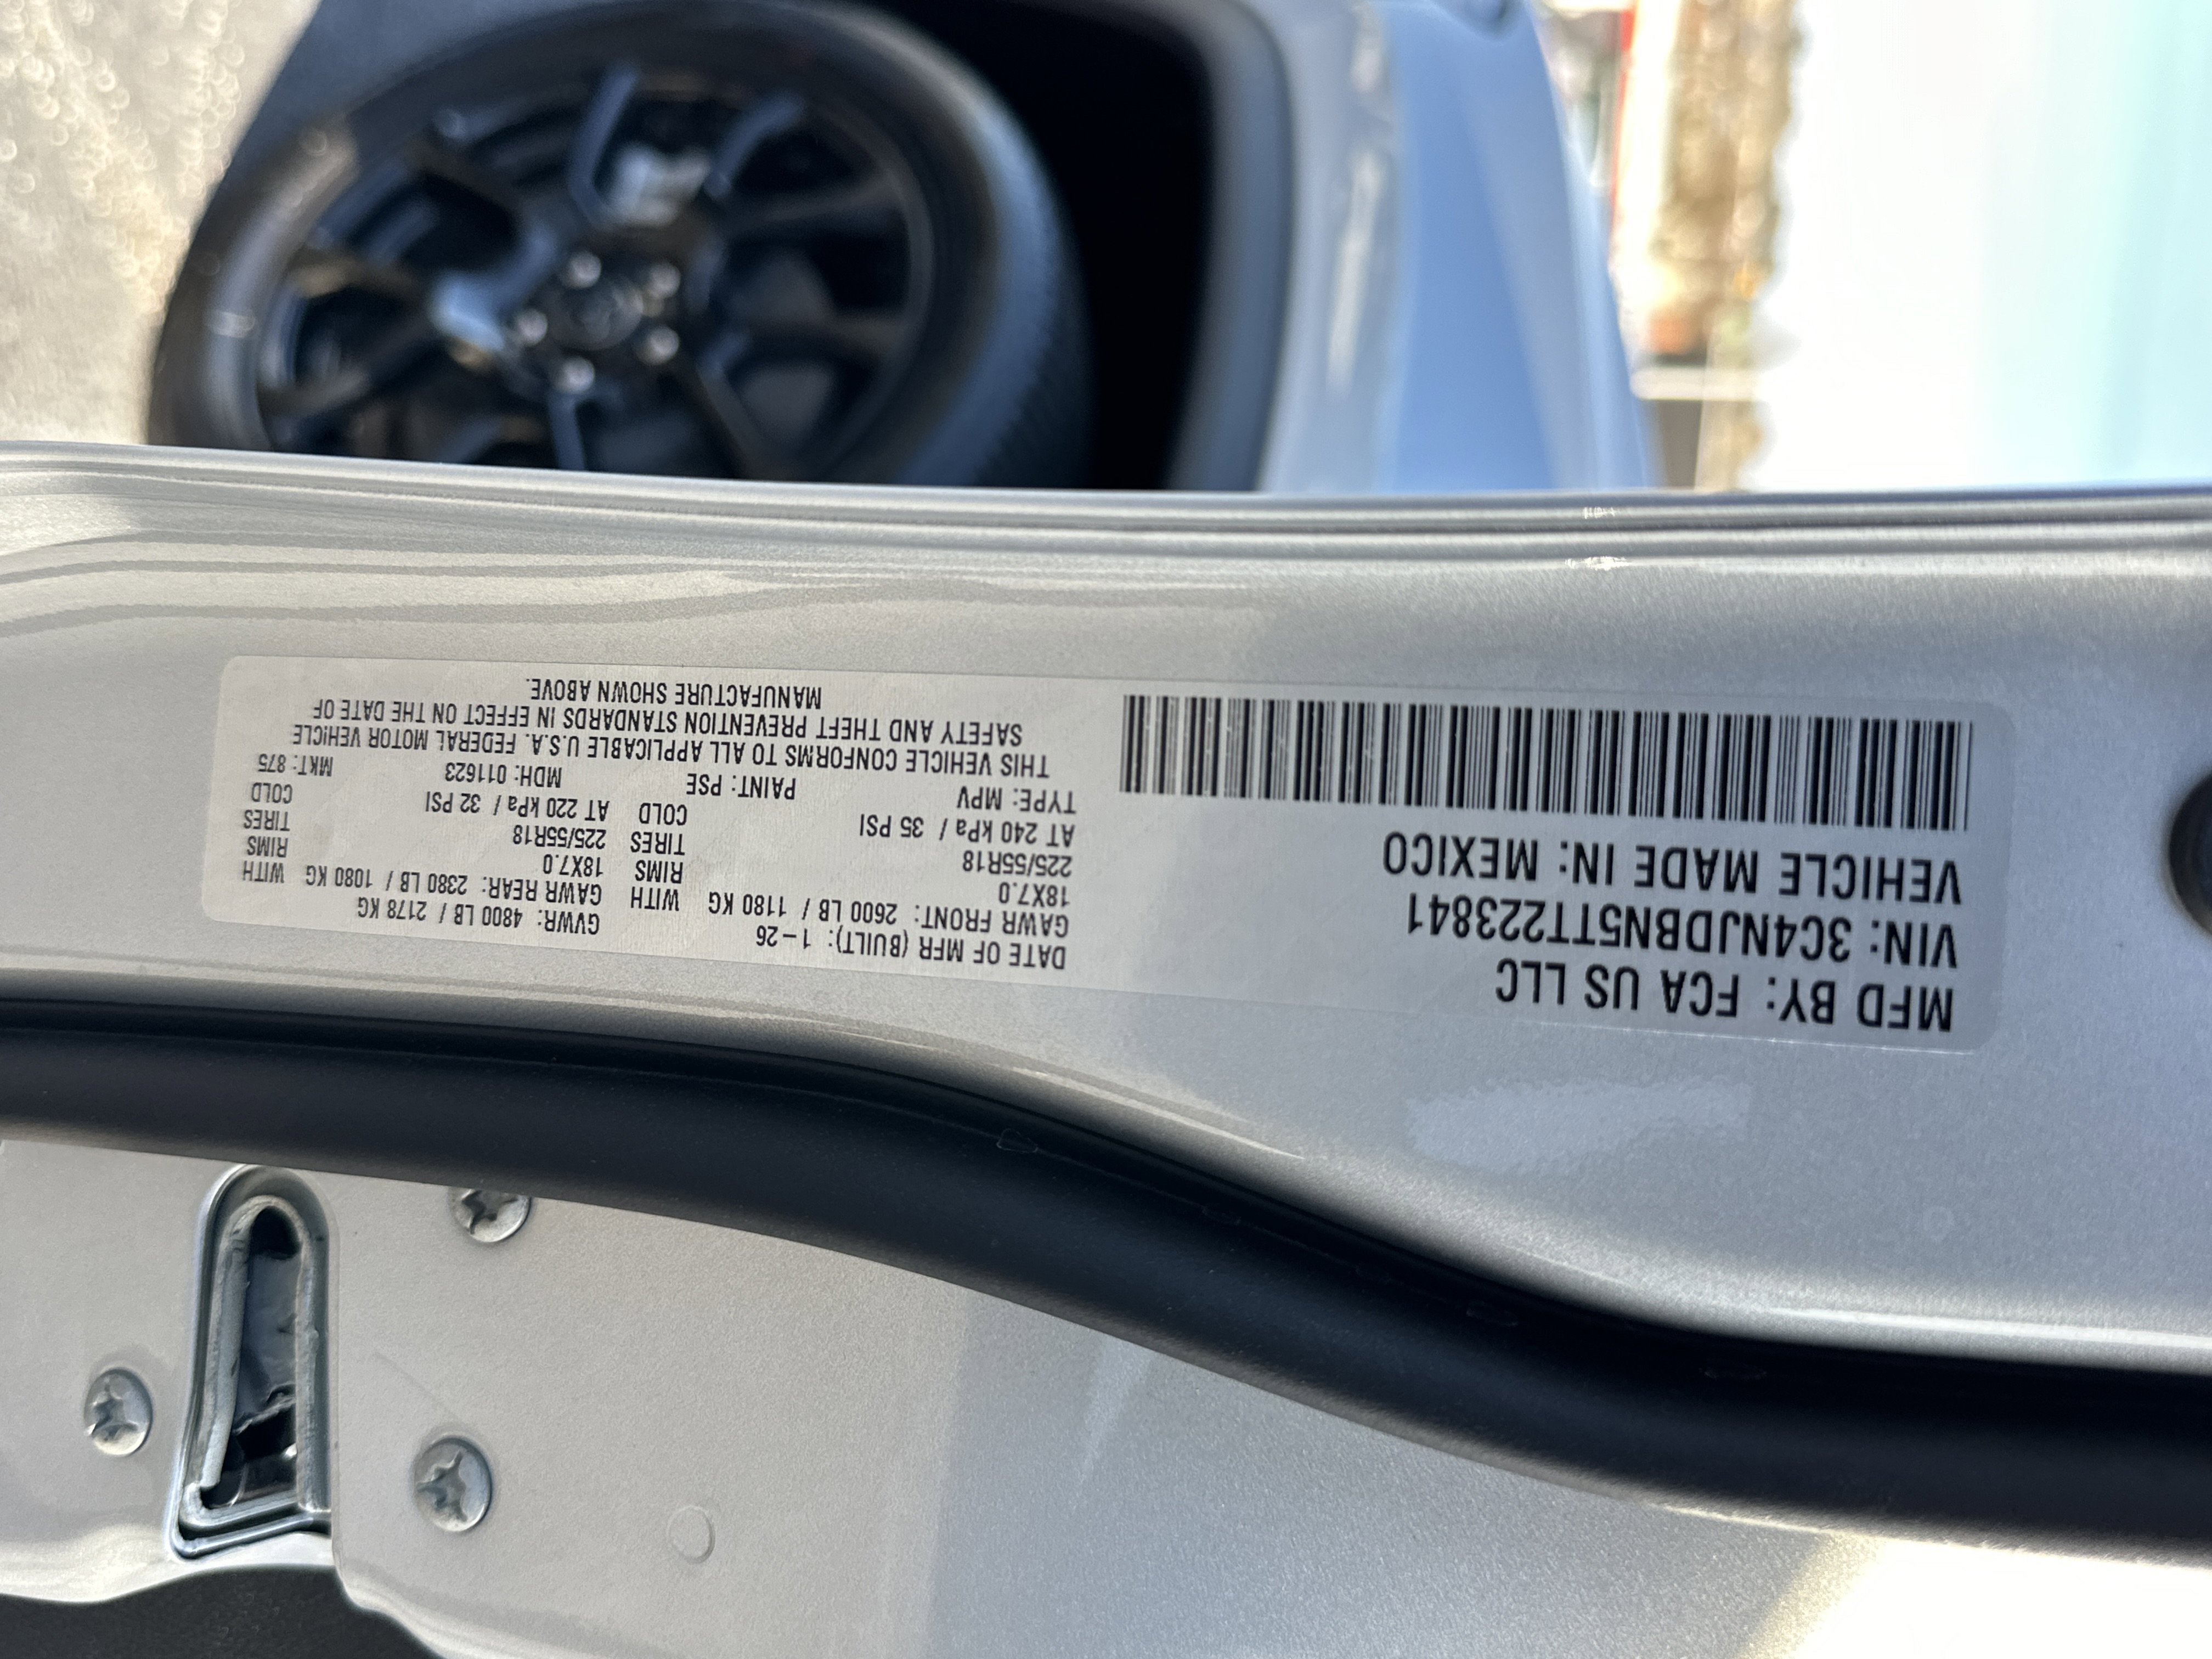 MFD BY: FCA US LLC
VIN: 3C4NJDBN5TT223841
VEHICLE MADE IN: MEXICO
DATE OF MFR (BUILT): 1-26 GVWR: 4800 LB / 2178 KG
GAWR FRONT: 2600 LB / 1180 KG WITH GAWR REAR: 2380 LB / 1080 KG WITH
18X7.0 RIMS 18X7.0 RIMS
225/55R18 TIRES 225/55R18 TIRES
AT 240 kPa / 35 PSI COLD AT 220 kPa / 32 PSI COLD
TYPE: MPV PAINT: PSE MDH: 011623 MKT: 875
THIS VEHICLE CONFORMS TO ALL APPLICABLE U.S.A. FEDERAL MOTOR VEHICLE
SAFETY AND THEFT PREVENTION STANDARDS IN EFFECT ON THE DATE OF
MANUFACTURE SHOWN ABOVE.